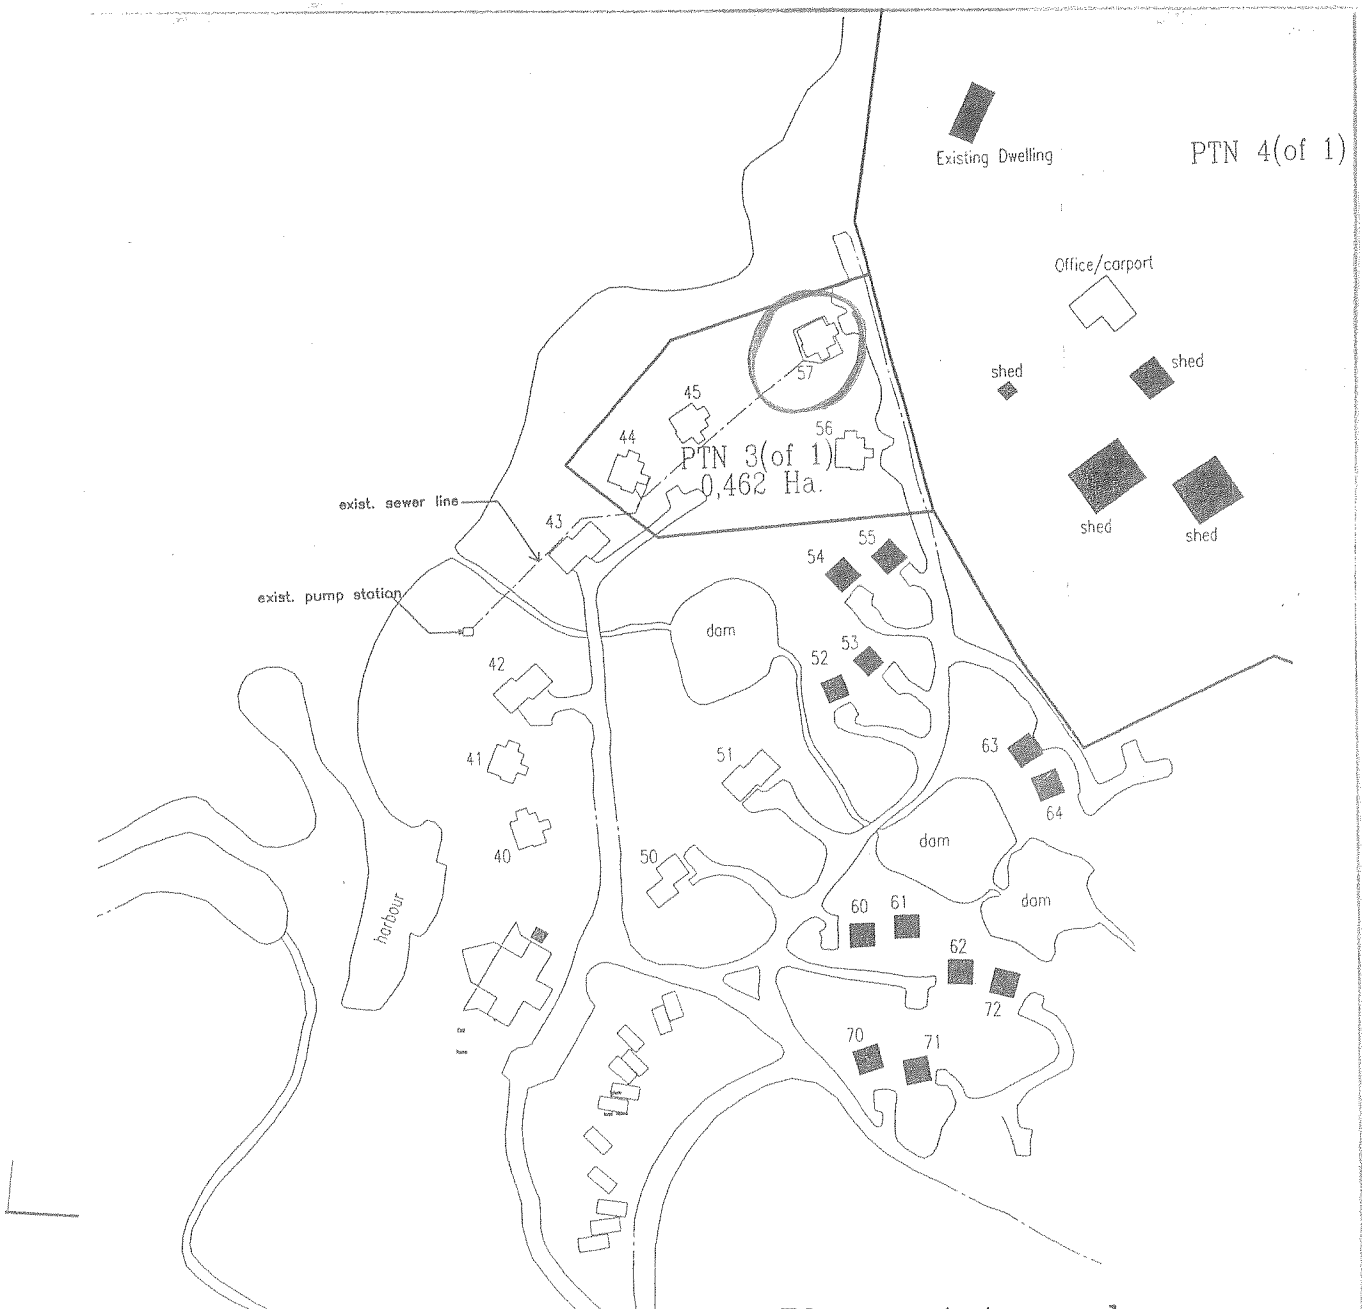 Existing Dwelling
PTN 4(of 1)
Office/carport
shed
shed
57
45
56
44
PTN 3(of 1)
0,462 Ha.
shed
shed
exist. sewer line
43
55
54
exist. pump station
dam
53
52
42
63
51
41
64
dam
40
50
dam
harbour
60
61
62
72
70
71